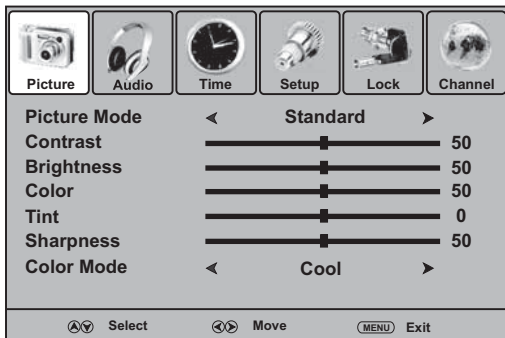 Picture Audio Time Setup Lock Channel
Picture Mode Standard
Contrast 50
Brightness 50
Color 50
Tint 0
Sharpness 50
Color Mode Cool
Select Move MENU Exit